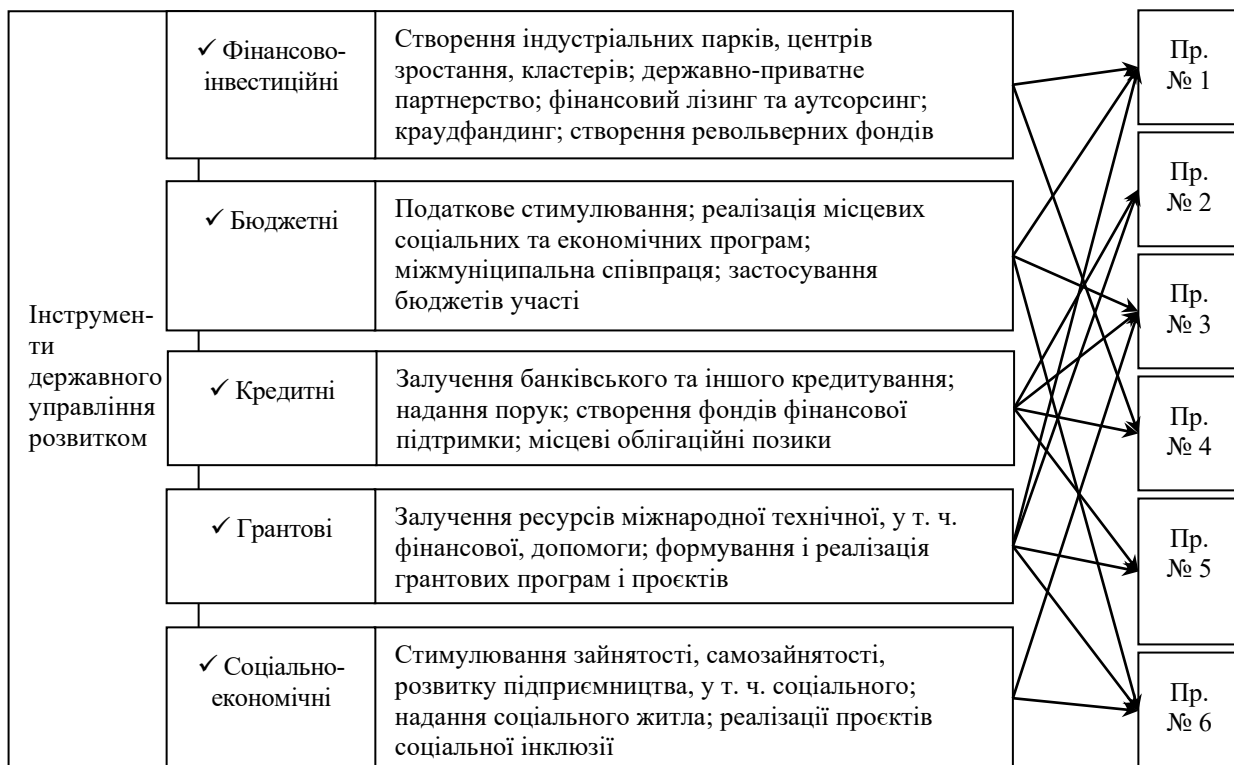 Інструмен-
ти
державного
управління
розвитком
✓ Фінансово-
інвестиційні
Створення індустріальних парків, центрів
зростання, кластерів; державно-приватне
партнерство; фінансовий лізинг та аутсорсинг;
краудфандинг; створення револьверних фондів
✓ Бюджетні
Податкове стимулювання; реалізація місцевих
соціальних та економічних програм;
міжмуніципальна співпраця; застосування
бюджетів участі
✓ Кредитні
Залучення банківського та іншого кредитування;
надання порук; створення фондів фінансової
підтримки; місцеві облігаційні позики
✓ Грантові
Залучення ресурсів міжнародної технічної, у т. ч.
фінансової, допомоги; формування і реалізація
грантових програм і проєктів
✓ Соціально-
економічні
Стимулювання зайнятості, самозайнятості,
розвитку підприємництва, у т. ч. соціального;
надання соціального житла; реалізації проєктів
соціальної інклюзії
Пр.
№ 1
Пр.
№ 2
Пр.
№ 3
Пр.
№ 4
Пр.
№ 5
Пр.
№ 6